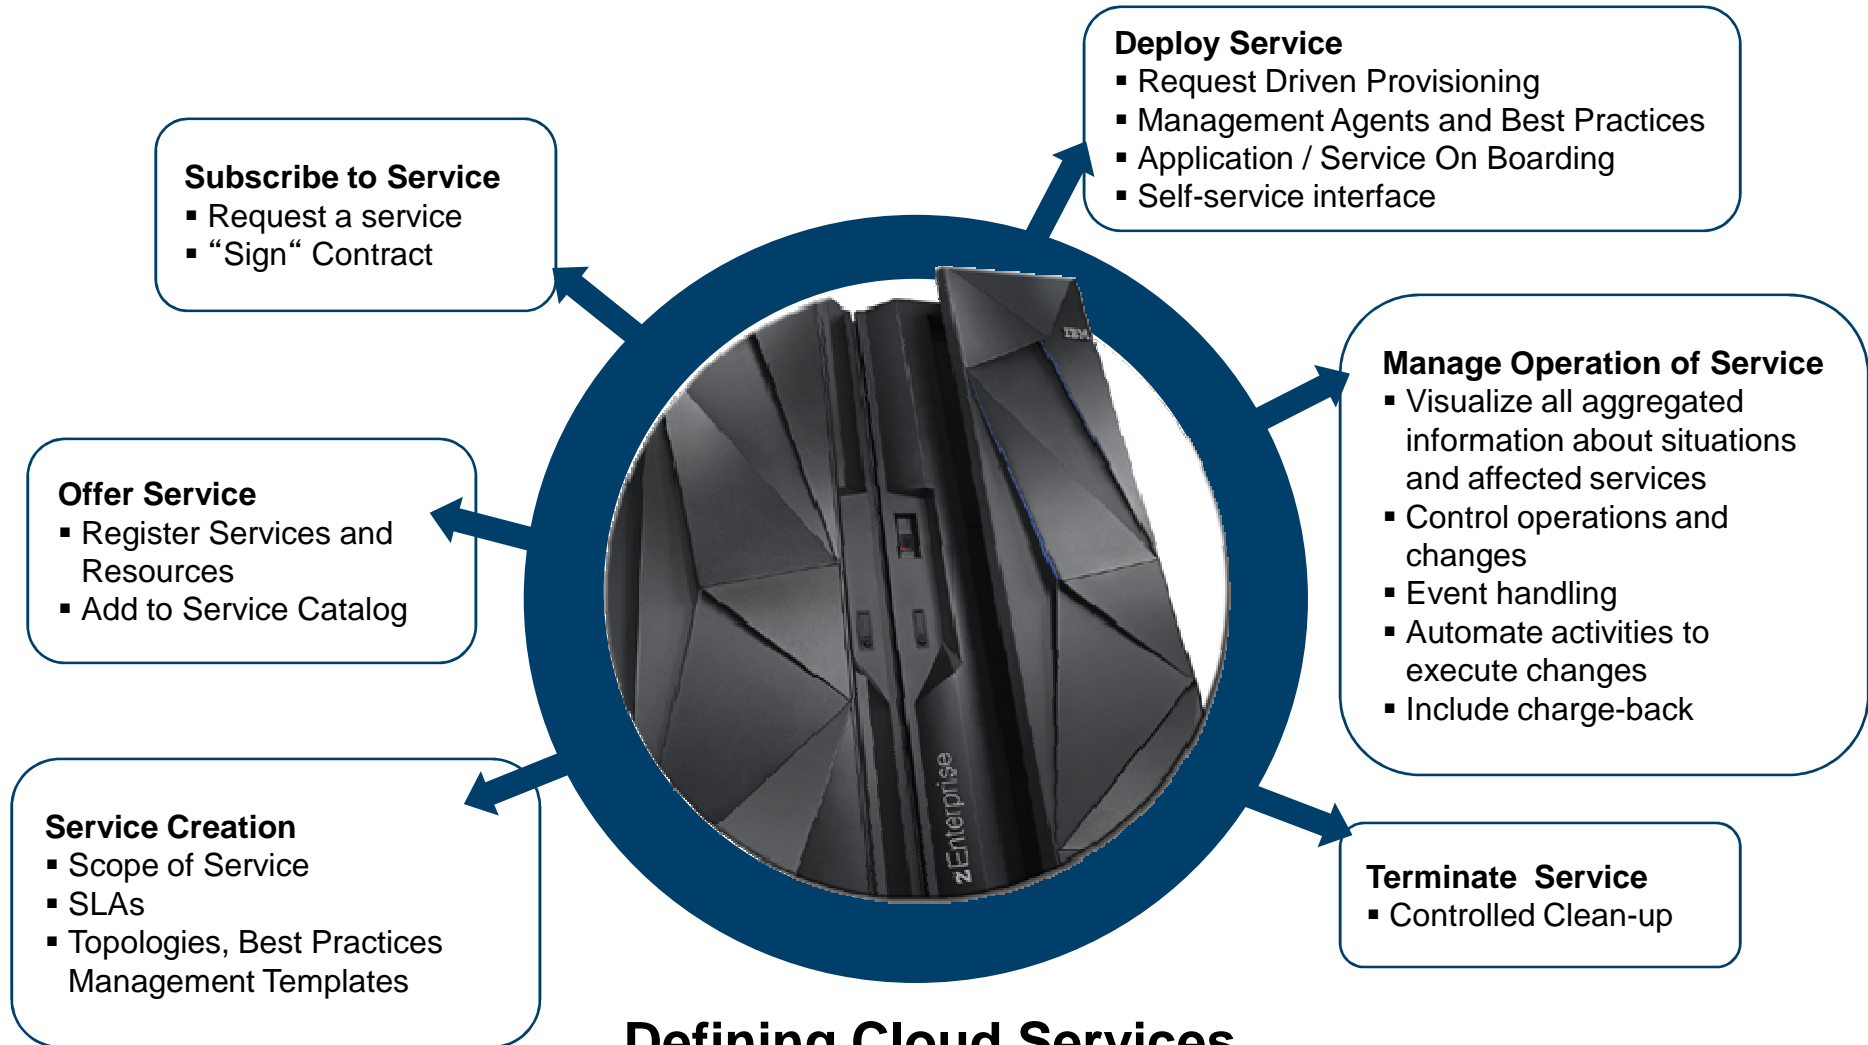 Deploy Service
▪ Request Driven Provisioning
▪ Management Agents and Best Practices
▪ Application / Service On Boarding
▪ Self-service interface
Subscribe to Service
▪ Request a service
▪ “Sign“ Contract
Manage Operation of Service
▪ Visualize all aggregated
information about situations
and affected services
▪ Control operations and
changes
▪ Event handling
▪ Automate activities to
execute changes
▪ Include charge-back
Offer Service
▪ Register Services and
Resources
▪ Add to Service Catalog
Service Creation
▪ Scope of Service
▪ SLAs
▪ Topologies, Best Practices
Management Templates
Terminate  Service
▪ Controlled Clean-up
IBM
zEnterprise
Defining Cloud Services